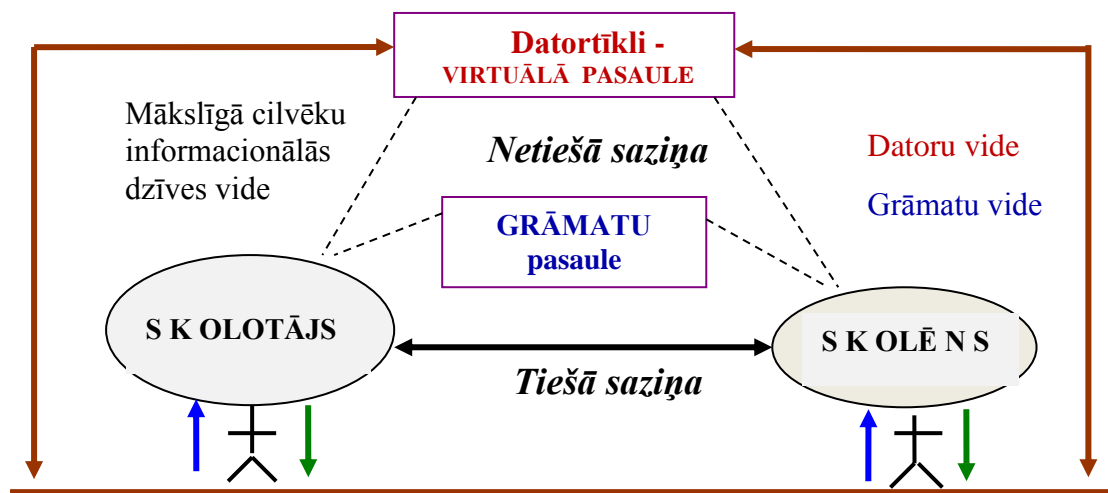 Datortīkli -
VIRTUĀLĀ PASAULE
Mākslīgā cilvēku
informacionālās
dzīves vide
Netiešā saziņa
Datoru vide
Grāmatu vide
GRĀMATU
pasaule
S K OLOTĀJS
S K OLĒ N S
Tiešā saziņa